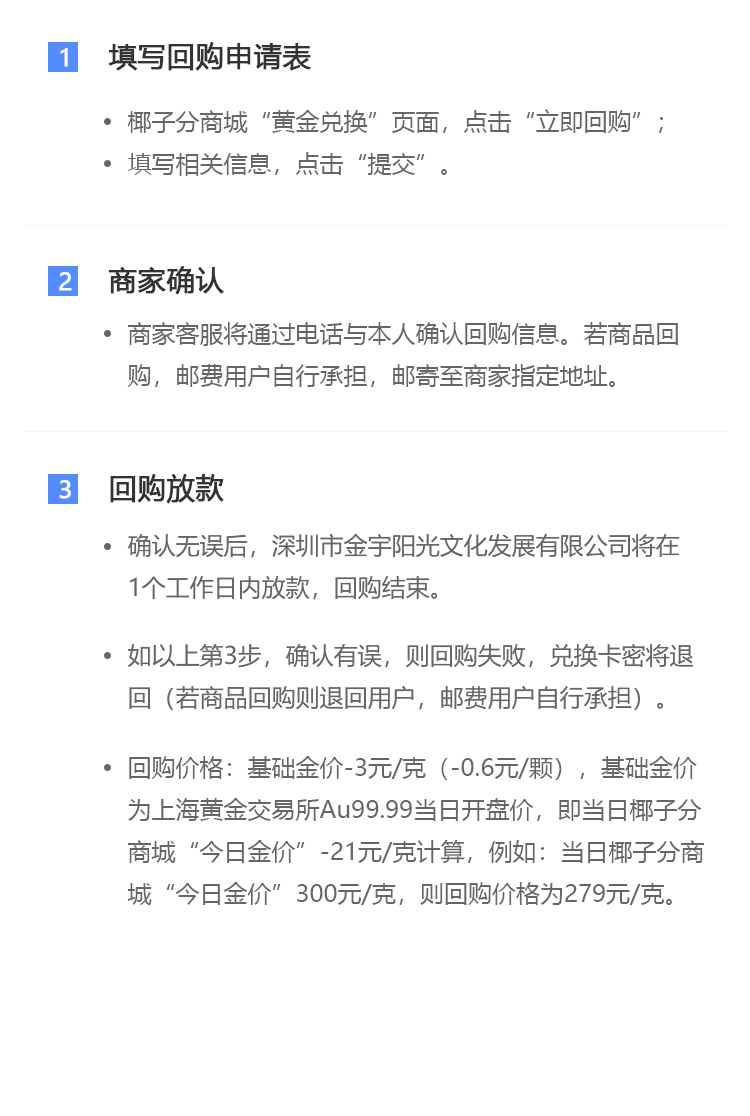 1 填写回购申请表
• 椰子分商城“黄金兑换”页面，点击“立即回购”；
• 填写相关信息，点击“提交”。
2 商家确认
• 商家客服将通过电话与本人确认回购信息。若商品回
购，邮费用户自行承担，邮寄至商家指定地址。
3 回购放款
• 确认无误后，深圳市金宇阳光文化发展有限公司将在
1个工作日内放款，回购结束。
• 如以上第3步，确认有误，则回购失败，兑换卡密将退
回（若商品回购则退回用户，邮费用户自行承担）。
• 回购价格：基础金价-3元/克（-0.6元/颗），基础金价
为上海黄金交易所Au99.99当日开盘价，即当日椰子分
商城“今日金价”-21元/克计算，例如：当日椰子分商
城“今日金价”300元/克，则回购价格为279元/克。